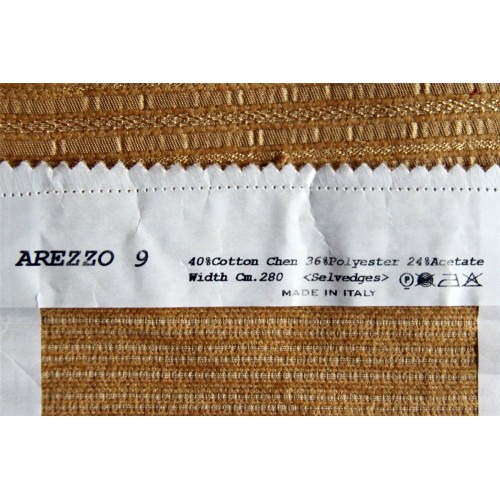 AREZZO 9
40%Cotton Chen 36%Polyester 24%Acetate
Width Cm.280 <Selvedges> P
MADE IN ITALY